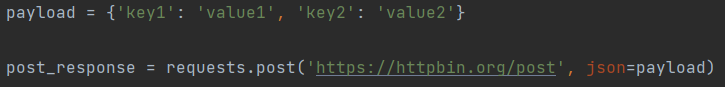 payload = {'key1': 'value1', 'key2': 'value2'}
post_response = requests.post('https://httpbin.org/post', json=payload)